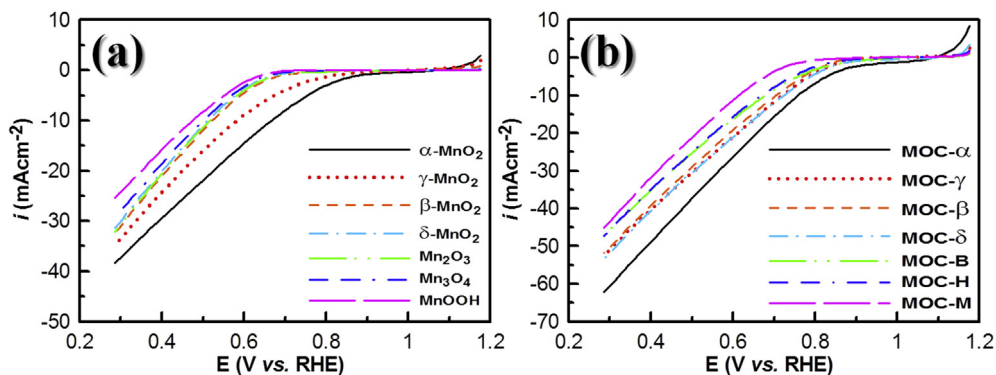 (a)
10
0
-10
-20
-30
-40
-50
i (mAcm⁻²)
0.2 0.4 0.6 0.8 1 1.2
E (V vs. RHE)
α-MnO₂
γ-MnO₂
β-MnO₂
δ-MnO₂
Mn₂O₃
Mn₃O₄
MnOOH
(b)
10
0
-10
-20
-30
-40
-50
-60
-70
i (mAcm⁻²)
0.2 0.4 0.6 0.8 1 1.2
E (V vs. RHE)
MOC-α
MOC-γ
MOC-β
MOC-δ
MOC-B
MOC-H
MOC-M